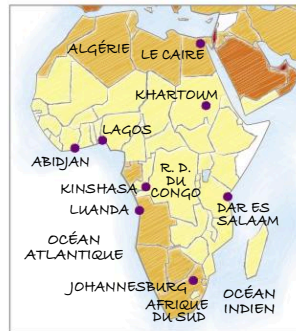 ALGÉRIE
LE CAIRE
KHARTOUM
LAGOS
ABIDJAN
R. D.
DU
CONGO
KINSHASA
LUANDA
DAR ES
SALAAM
OCÉAN
ATLANTIQUE
JOHANNESBURG
AFRIQUE
DU SUD
OCÉAN
INDIEN